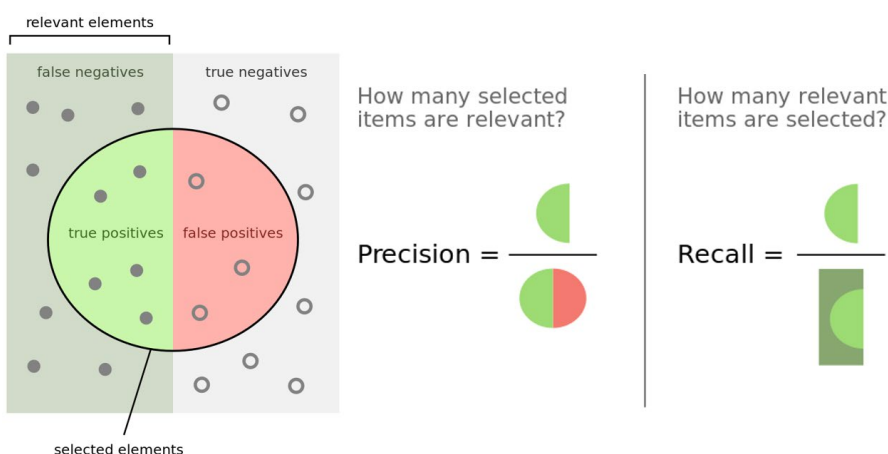 relevant elements
false negatives
true negatives
true positives
false positives
selected elements
How many selected
items are relevant?
Precision =
How many relevant
items are selected?
Recall =